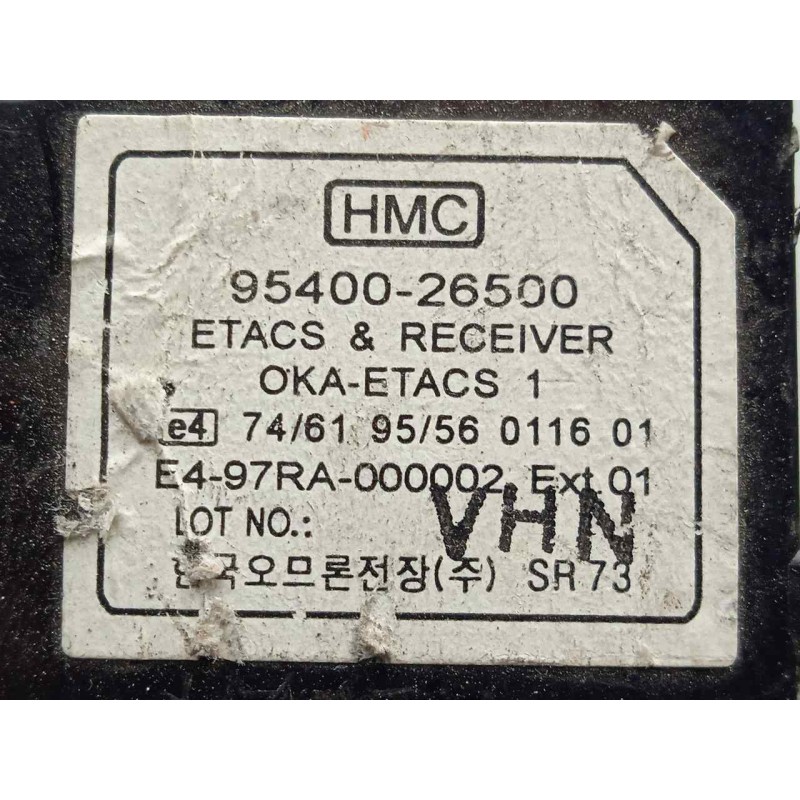 HMC
95400-26500
ETACS & RECEIVER
OKA-ETACS 1
e4 74/61 95/56 0116 01
E4-97RA-000002 Ext.01
LOT NO.: VHN
한국오므론전장(주) SR 73